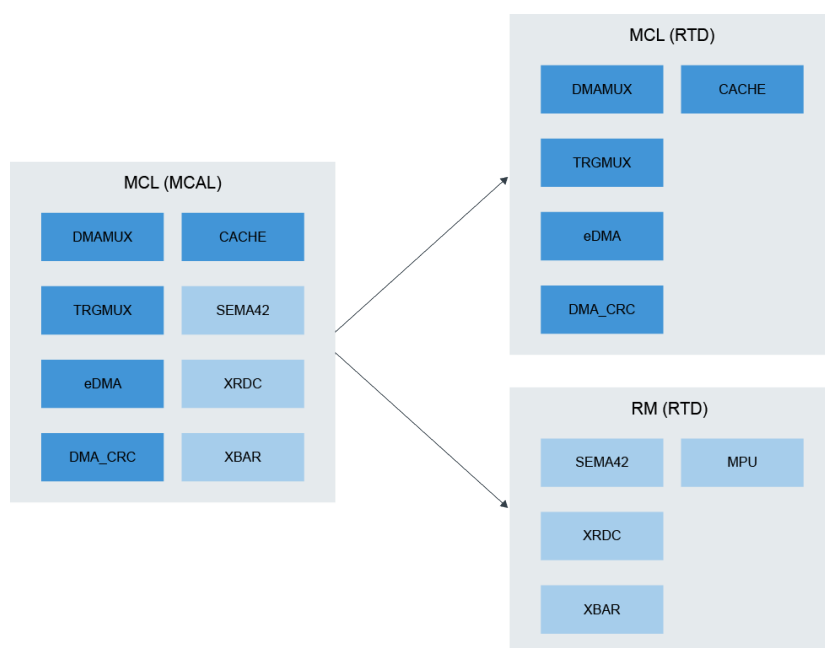 MCL (MCAL)
DMAMUX CACHE
TRGMUX SEMA42
eDMA XRDC
DMA_CRC XBAR
MCL (RTD)
DMAMUX CACHE
TRGMUX
eDMA
DMA_CRC
RM (RTD)
SEMA42 MPU
XRDC
XBAR